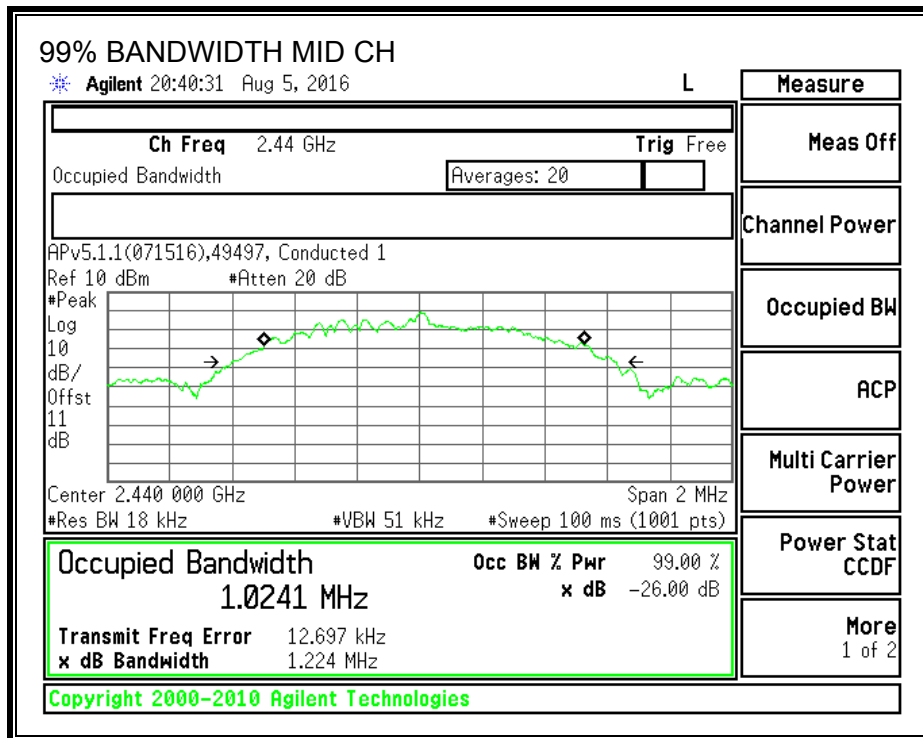 99% BANDWIDTH MID CH
Agilent 20:40:31 Aug 5, 2016 L
Ch Freq 2.44 GHz Trig Free
Occupied Bandwidth Averages: 20
APv5.1.1(071516),49497, Conducted 1
Ref 10 dBm #Atten 20 dB
#Peak
Log
10
dB/
Offst
11
dB
Center 2.440 000 GHz Span 2 MHz
#Res BW 18 kHz #VBW 51 kHz #Sweep 100 ms (1001 pts)
Occupied Bandwidth Occ BW % Pwr 99.00 %
1.0241 MHz x dB -26.00 dB
Transmit Freq Error 12.697 kHz
x dB Bandwidth 1.224 MHz
Copyright 2000-2010 Agilent Technologies
Measure
Meas Off
Channel Power
Occupied BW
ACP
Multi Carrier
Power
Power Stat
CCDF
More
1 of 2